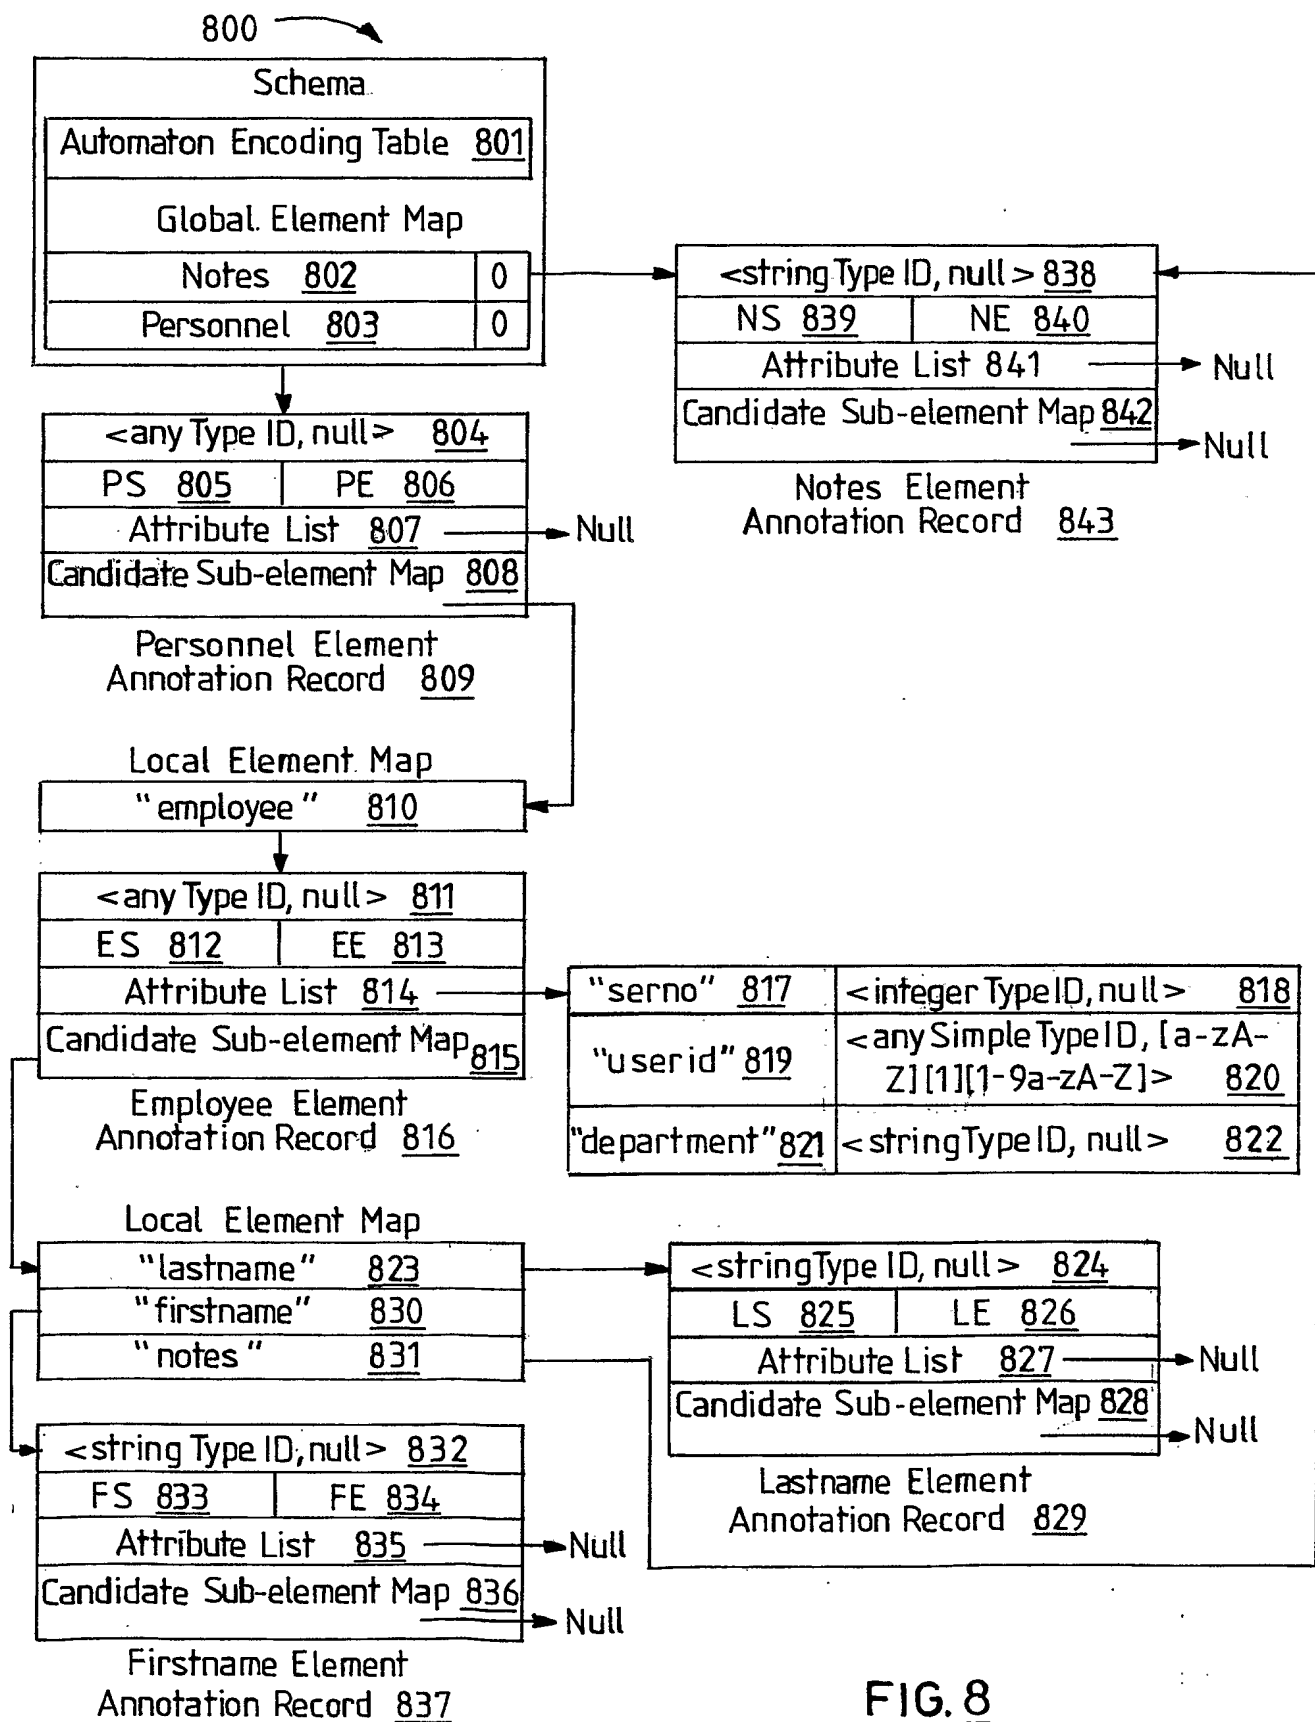 800
Schema
Automaton Encoding Table 801
Global Element Map
Notes 802 0
Personnel 803 0
<string Type ID, null> 838
NS 839 NE 840
Attribute List 841 Null
Candidate Sub-element Map 842
Null
Notes Element
Annotation Record 843
<any Type ID, null> 804
PS 805 PE 806
Attribute List 807 Null
Candidate Sub-element Map 808
Personnel Element
Annotation Record 809
Local Element Map
"employee" 810
<any Type ID, null> 811
ES 812 EE 813
Attribute List 814
Candidate Sub-element Map 815
Employee Element
Annotation Record 816
"serno" 817 <integer Type ID, null> 818
"userid" 819 <any Simple Type ID, [a-zA-
Z][1][1-9a-zA-Z]> 820
"department" 821 <string Type ID, null> 822
Local Element Map
"lastname" 823
"firstname" 830
"notes" 831
<string Type ID, null> 824
LS 825 LE 826
Attribute List 827 Null
Candidate Sub-element Map 828
Null
Lastname Element
Annotation Record 829
<string Type ID, null> 832
FS 833 FE 834
Attribute List 835 Null
Candidate Sub-element Map 836
Null
Firstname Element
Annotation Record 837
FIG. 8